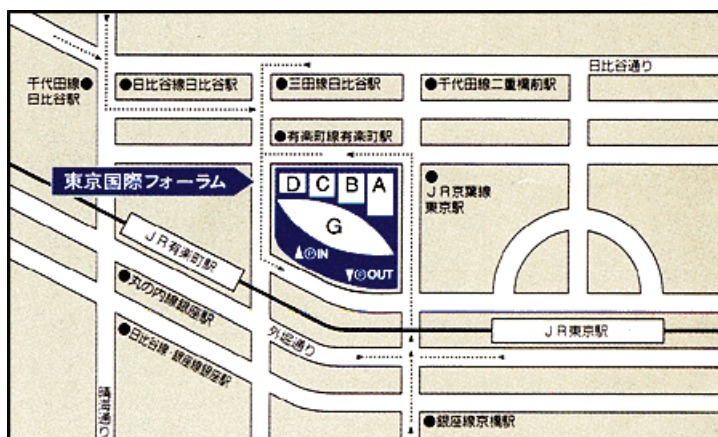 日比谷通り
千代田線●
日比谷駅
●日比谷線日比谷駅
●三田線日比谷駅
●千代田線二重橋前駅
●有楽町線有楽町駅
東京国際フォーラム
D C B A
G
▲ⓅIN
▼ⓅOUT
●
JR京葉線
東京駅
JR有楽町駅
●丸の内線銀座駅
●日比谷線・銀座線銀座駅
外堀通り
JR東京駅
晴海通り
●銀座線京橋駅